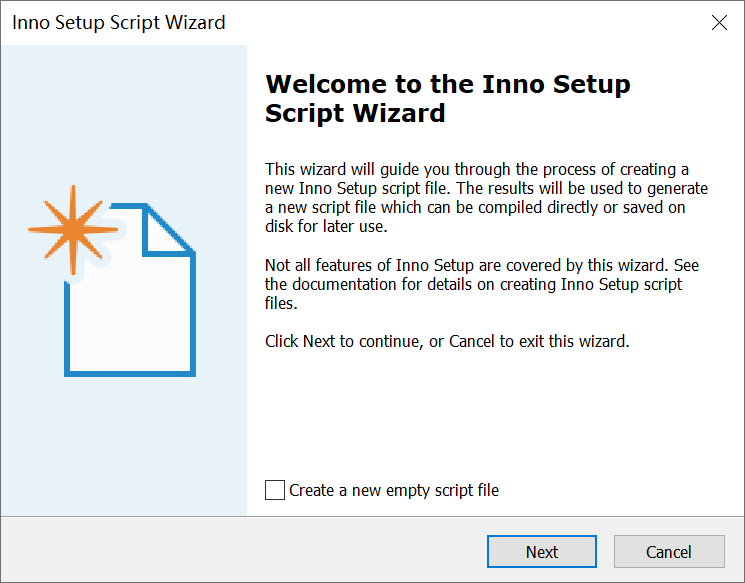 Inno Setup Script Wizard
Welcome to the Inno Setup
Script Wizard
This wizard will guide you through the process of creating a
new Inno Setup script file. The results will be used to generate
a new script file which can be compiled directly or saved on
disk for later use.
Not all features of Inno Setup are covered by this wizard. See
the documentation for details on creating Inno Setup script
files.
Click Next to continue, or Cancel to exit this wizard.
Create a new empty script file
Next
Cancel